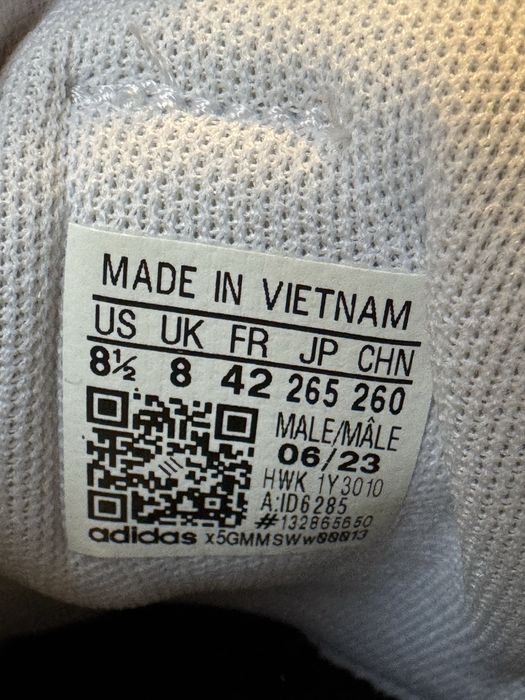 MADE IN VIETNAM
US UK FR JP CHN
8½ 8 42 265 260
MALE/MÂLE
06/23
HWK 1Y3010
A:ID6285
#132865650
adidas x5GMMSWw00013